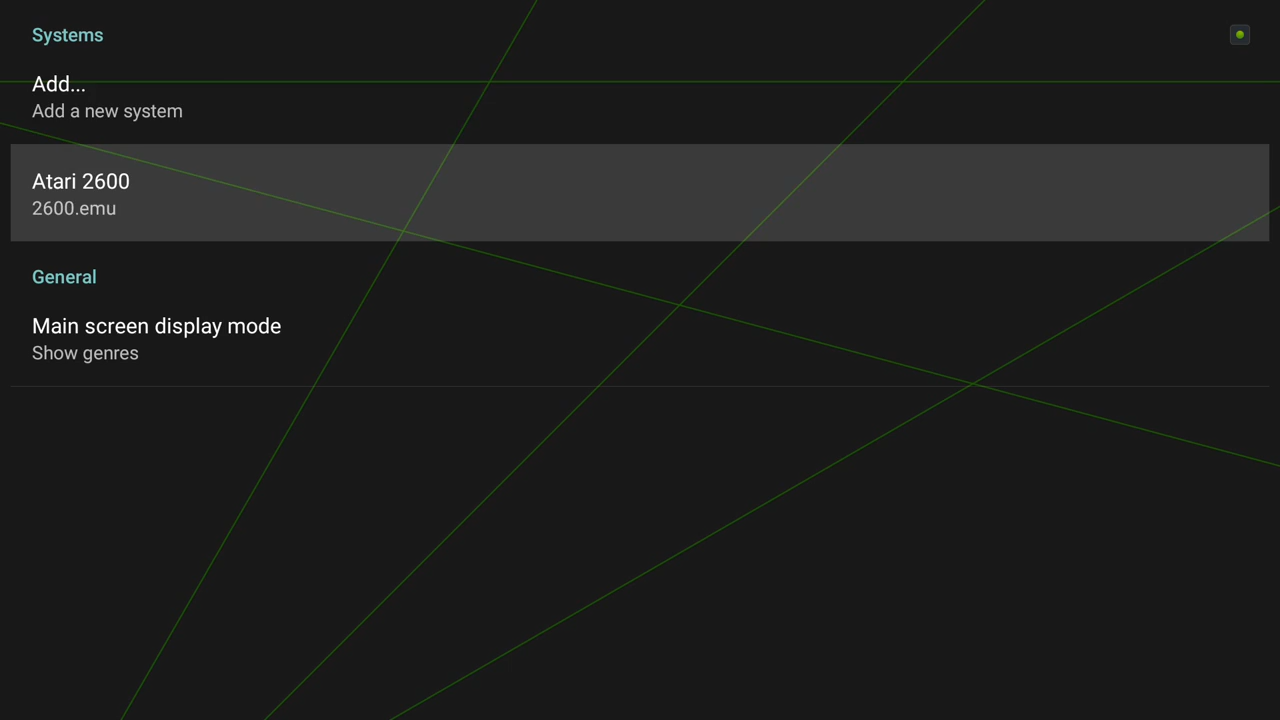 Systems
Add...
Add a new system
Atari 2600
2600.emu
General
Main screen display mode
Show genres